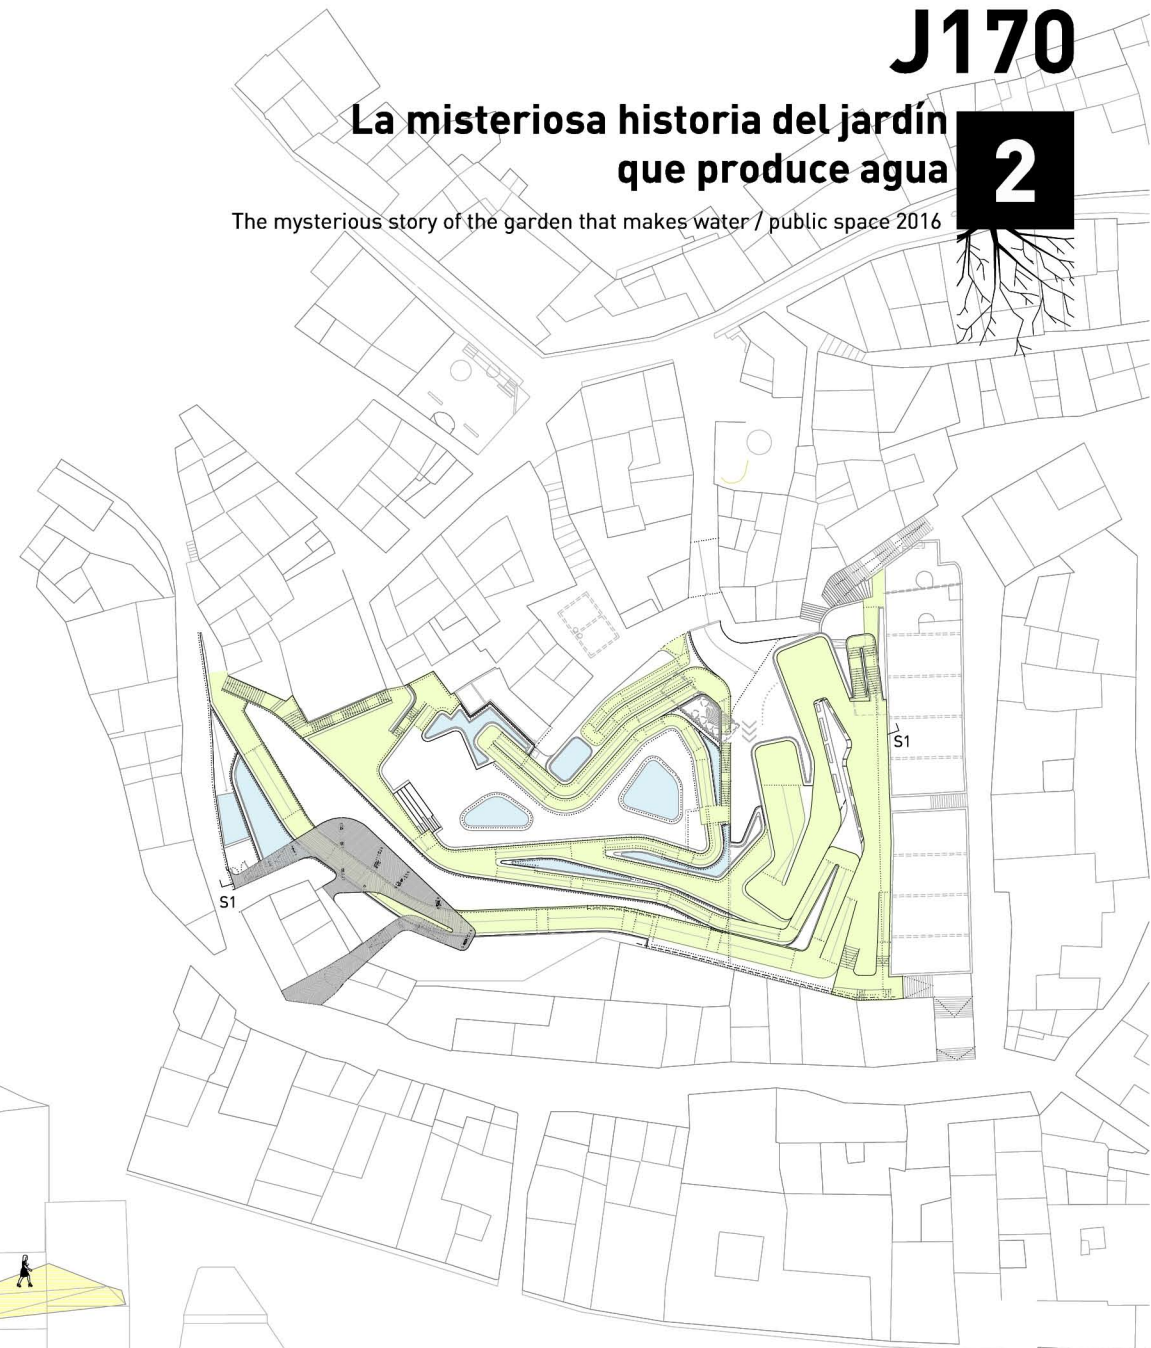 J170
La misteriosa historia del jardín
que produce agua
2
The mysterious story of the garden that makes water / public space 2016
S1
S1